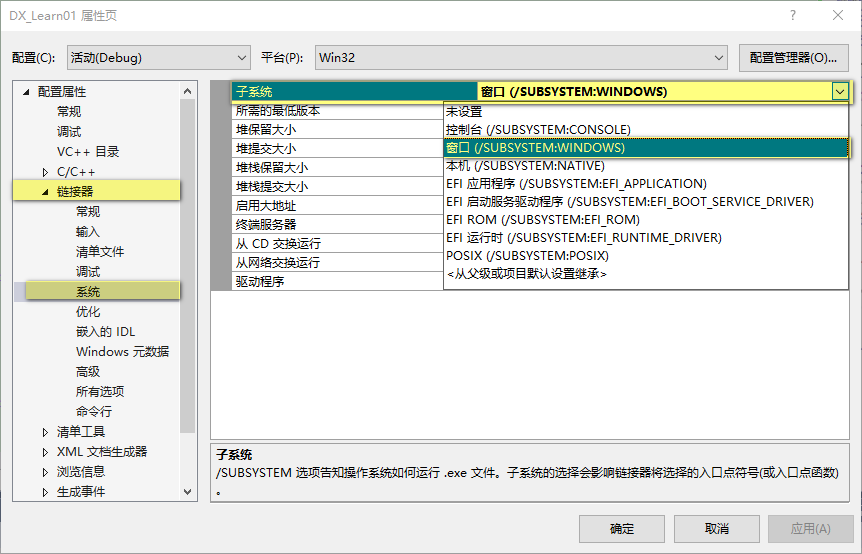 DX_Learn01 属性页
配置(C): 活动(Debug) 平台(P): Win32 配置管理器(O)...
配置属性
常规
调试
VC++ 目录
C/C++
链接器
常规
输入
清单文件
调试
系统
优化
嵌入的 IDL
Windows 元数据
高级
所有选项
命令行
清单工具
XML 文档生成器
浏览信息
生成事件
子系统 窗口 (/SUBSYSTEM:WINDOWS)
所需的最低版本
堆保留大小
堆提交大小
堆栈保留大小
堆栈提交大小
启用大地址
终端服务器
从 CD 交换运行
从网络交换运行
驱动程序
未设置
控制台 (/SUBSYSTEM:CONSOLE)
窗口 (/SUBSYSTEM:WINDOWS)
本机 (/SUBSYSTEM:NATIVE)
EFI 应用程序 (/SUBSYSTEM:EFI_APPLICATION)
EFI 启动服务驱动程序 (/SUBSYSTEM:EFI_BOOT_SERVICE_DRIVER)
EFI ROM (/SUBSYSTEM:EFI_ROM)
EFI 运行时 (/SUBSYSTEM:EFI_RUNTIME_DRIVER)
POSIX (/SUBSYSTEM:POSIX)
<从父级或项目默认设置继承>
子系统
/SUBSYSTEM 选项告知操作系统如何运行 .exe 文件。子系统的选择会影响链接器将选择的入口点符号(或入口点函数)
。
确定 取消 应用(A)